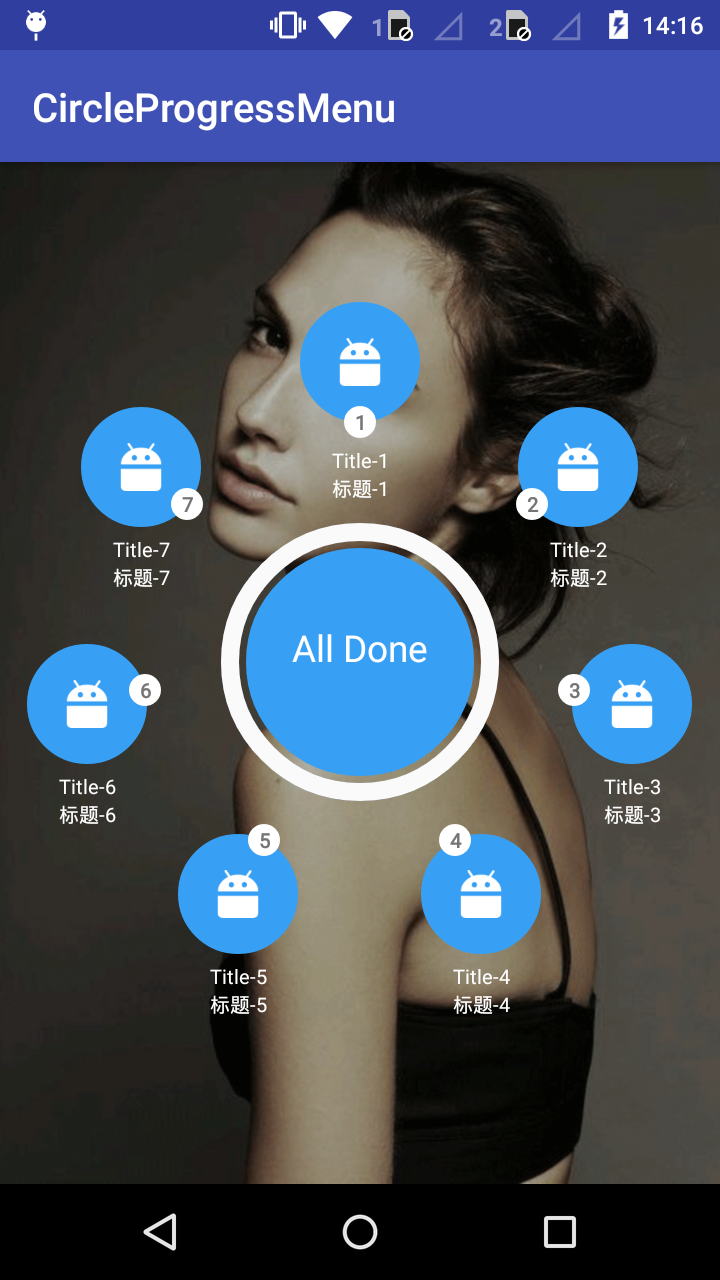 1 2 14:16
CircleProgressMenu
1
Title-1
标题-1
7
Title-7
标题-7
2
Title-2
标题-2
All Done
6
Title-6
标题-6
3
Title-3
标题-3
5
Title-5
标题-5
4
Title-4
标题-4